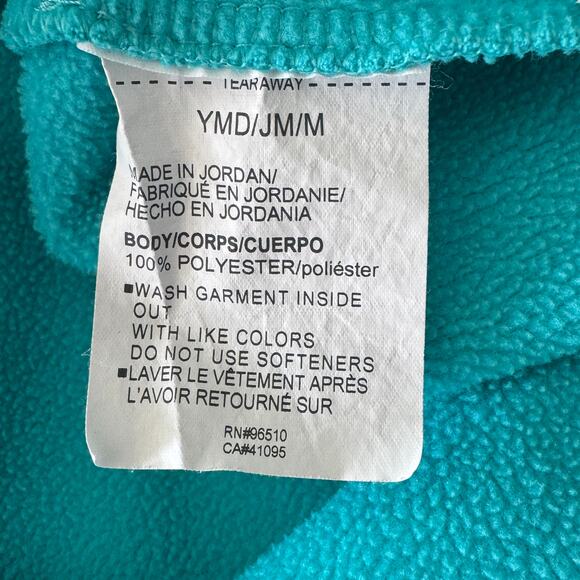 TEARAWAY
YMD/JM/M
MADE IN JORDAN/
FABRIQUÉ EN JORDANIE/
HECHO EN JORDANIA
BODY/CORPS/CUERPO
100% POLYESTER/poliéster
■WASH GARMENT INSIDE
OUT
WITH LIKE COLORS
DO NOT USE SOFTENERS
■LAVER LE VÊTEMENT APRÈS
L'AVOIR RETOURNÉ SUR
RN#96510
CA#41095